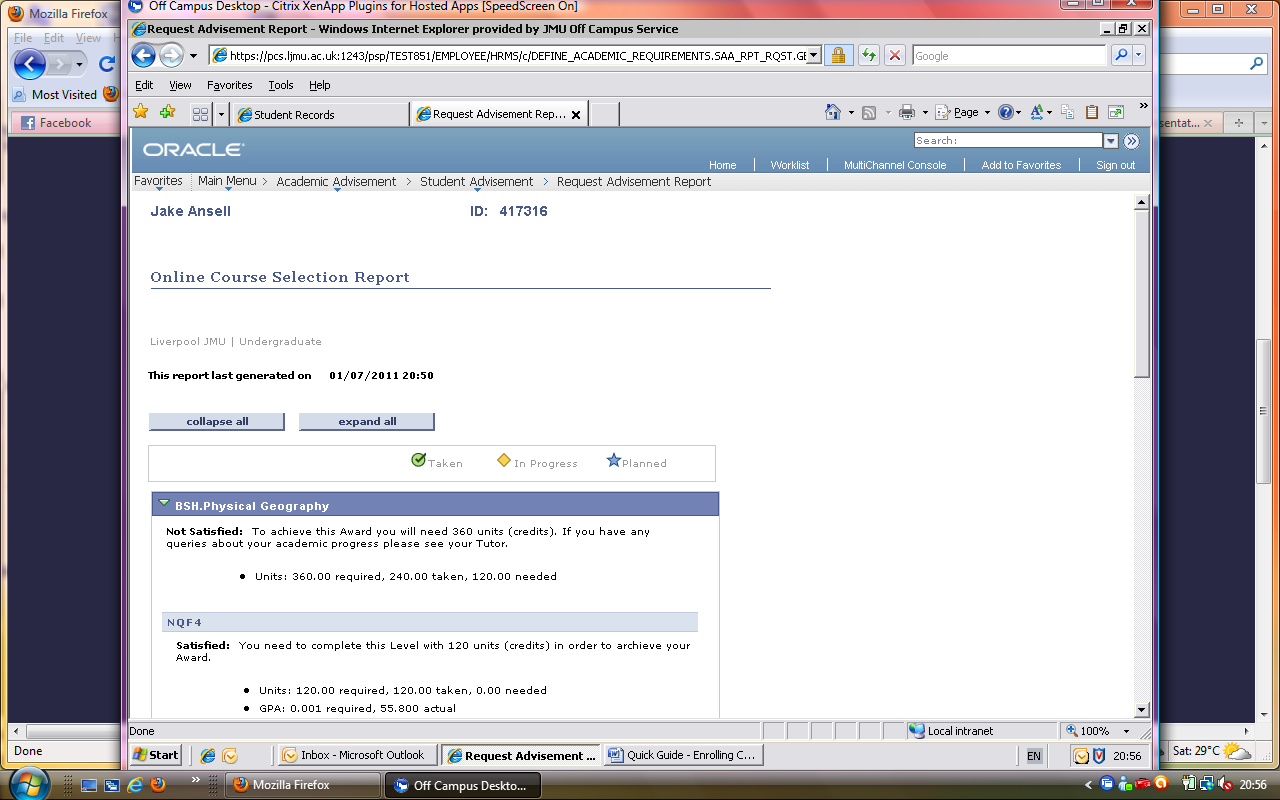 Mozilla Firefox
Off Campus Desktop - Citrix XenApp Plugins for Hosted Apps [SpeedScreen On]
Request Advisement Report - Windows Internet Explorer provided by JMU Off Campus Service
File Edit View
https://pcs.ljmu.ac.uk:1243/psp/TEST851/EMPLOYEE/HRMS/c/DEFINE_ACADEMIC_REQUIREMENTS.SAA_RPT_RQST.GE
Google
Edit View Favorites Tools Help
Most Visited
Student Records
Request Advisement Rep...
Page
Facebook
sentat...
ORACLE
Search:
Home Worklist MultiChannel Console Add to Favorites Sign out
Favorites Main Menu > Academic Advisement > Student Advisement > Request Advisement Report
Jake Ansell ID: 417316
Online Course Selection Report
Liverpool JMU | Undergraduate
This report last generated on 01/07/2011 20:50
collapse all expand all
Taken In Progress Planned
BSH.Physical Geography
Not Satisfied: To achieve this Award you will need 360 units (credits). If you have any
queries about your academic progress please see your Tutor.
• Units: 360.00 required, 240.00 taken, 120.00 needed
NQF4
Satisfied: You need to complete this Level with 120 units (credits) in order to archieve your
Award.
• Units: 120.00 required, 120.00 taken, 0.00 needed
• GPA: 0.001 required, 55.800 actual
Done Local intranet 100%
Done
Start Inbox - Microsoft Outlook Request Advisement ... Quick Guide - Enrolling C... EN 20:56
Sat: 29°C
Mozilla Firefox Off Campus Deskto... 20:56